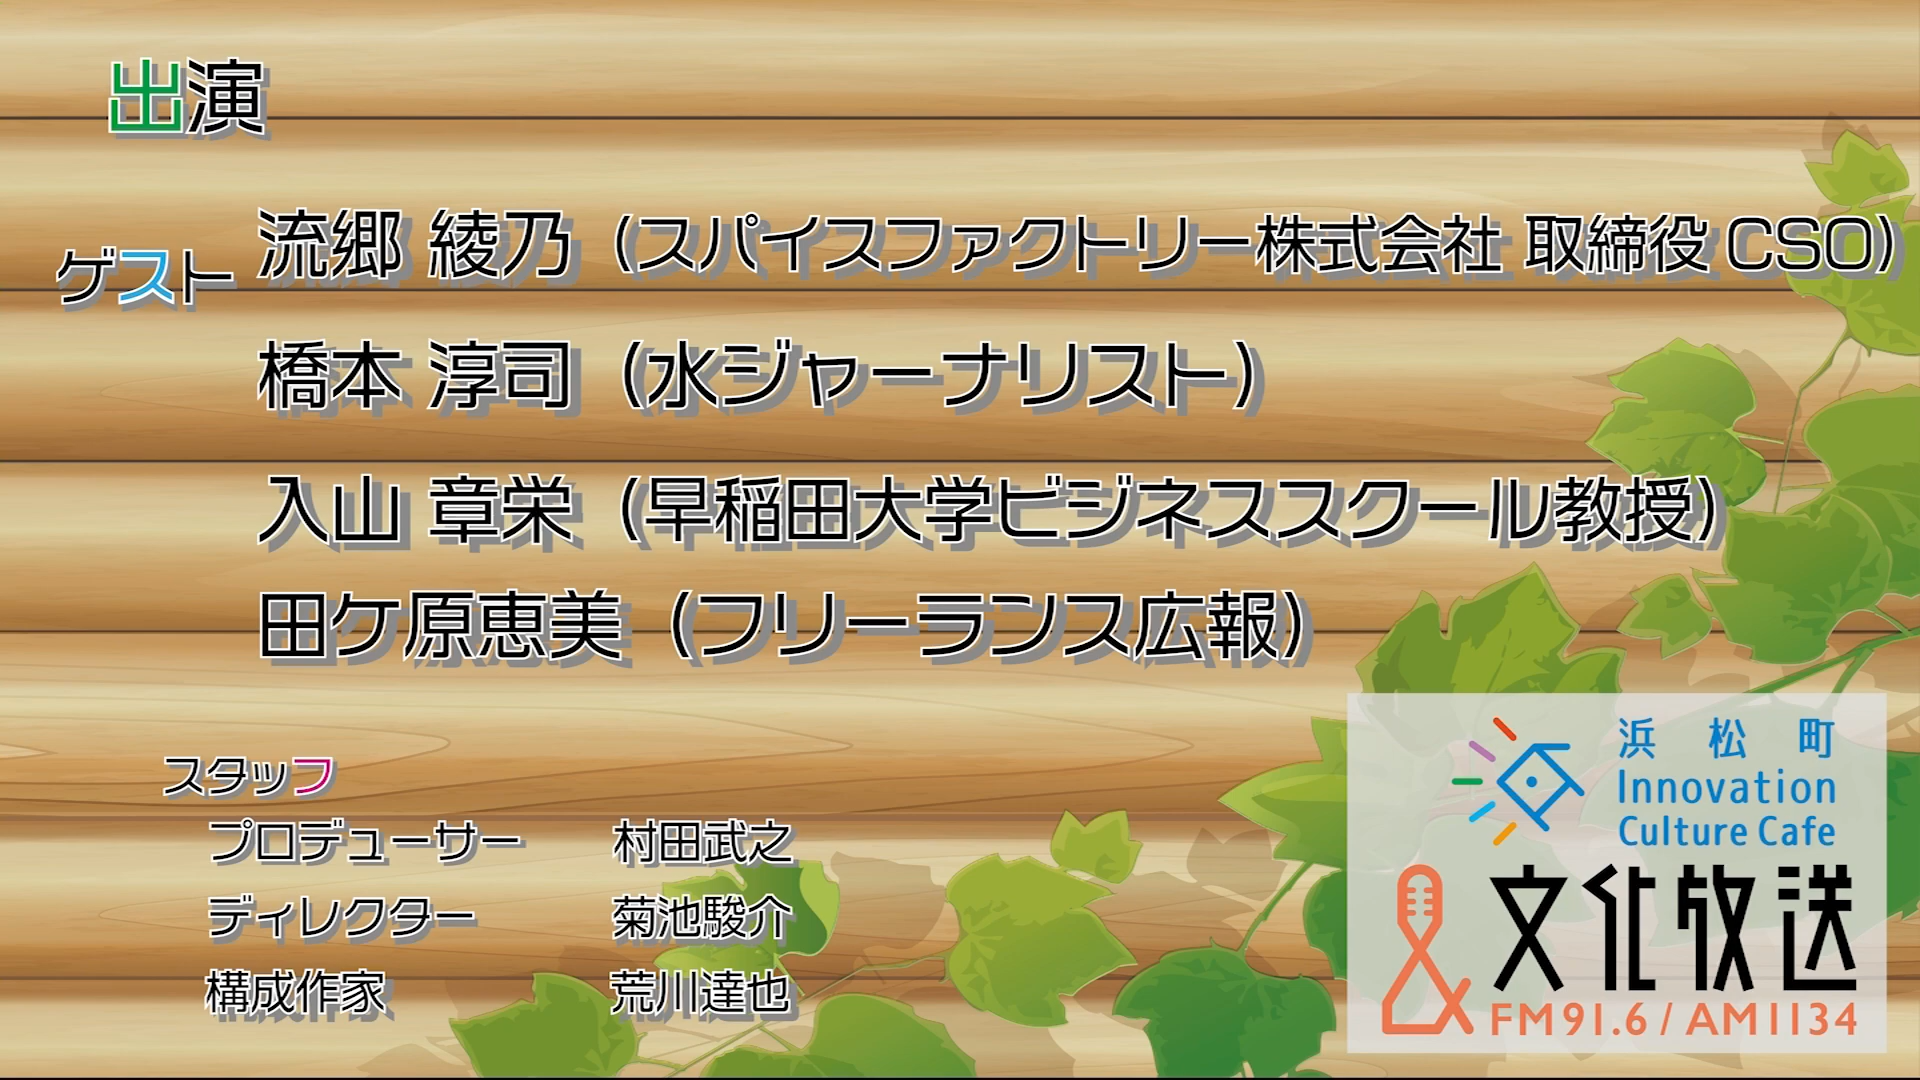 出演
ゲスト
流郷 綾乃（スパイスファクトリー株式会社 取締役CSO）
橋本 淳司（水ジャーナリスト）
入山 章栄（早稲田大学ビジネススクール教授）
田ケ原恵美（フリーランス広報）
スタッフ
プロデューサー 村田武之
ディレクター 菊池駿介
構成作家 荒川達也
浜松町
Innovation
Culture Cafe
文化放送
FM91.6 / AM1134